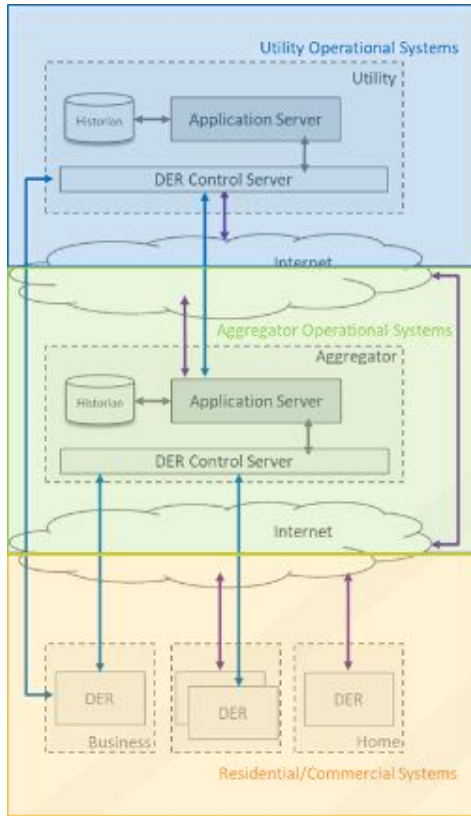 Utility Operational Systems
Utility
Historian
Application Server
DER Control Server
Internet
Aggregator Operational Systems
Aggregator
Historian
Application Server
DER Control Server
Internet
DER
DER
DER
Business
Home
Residential/Commercial Systems